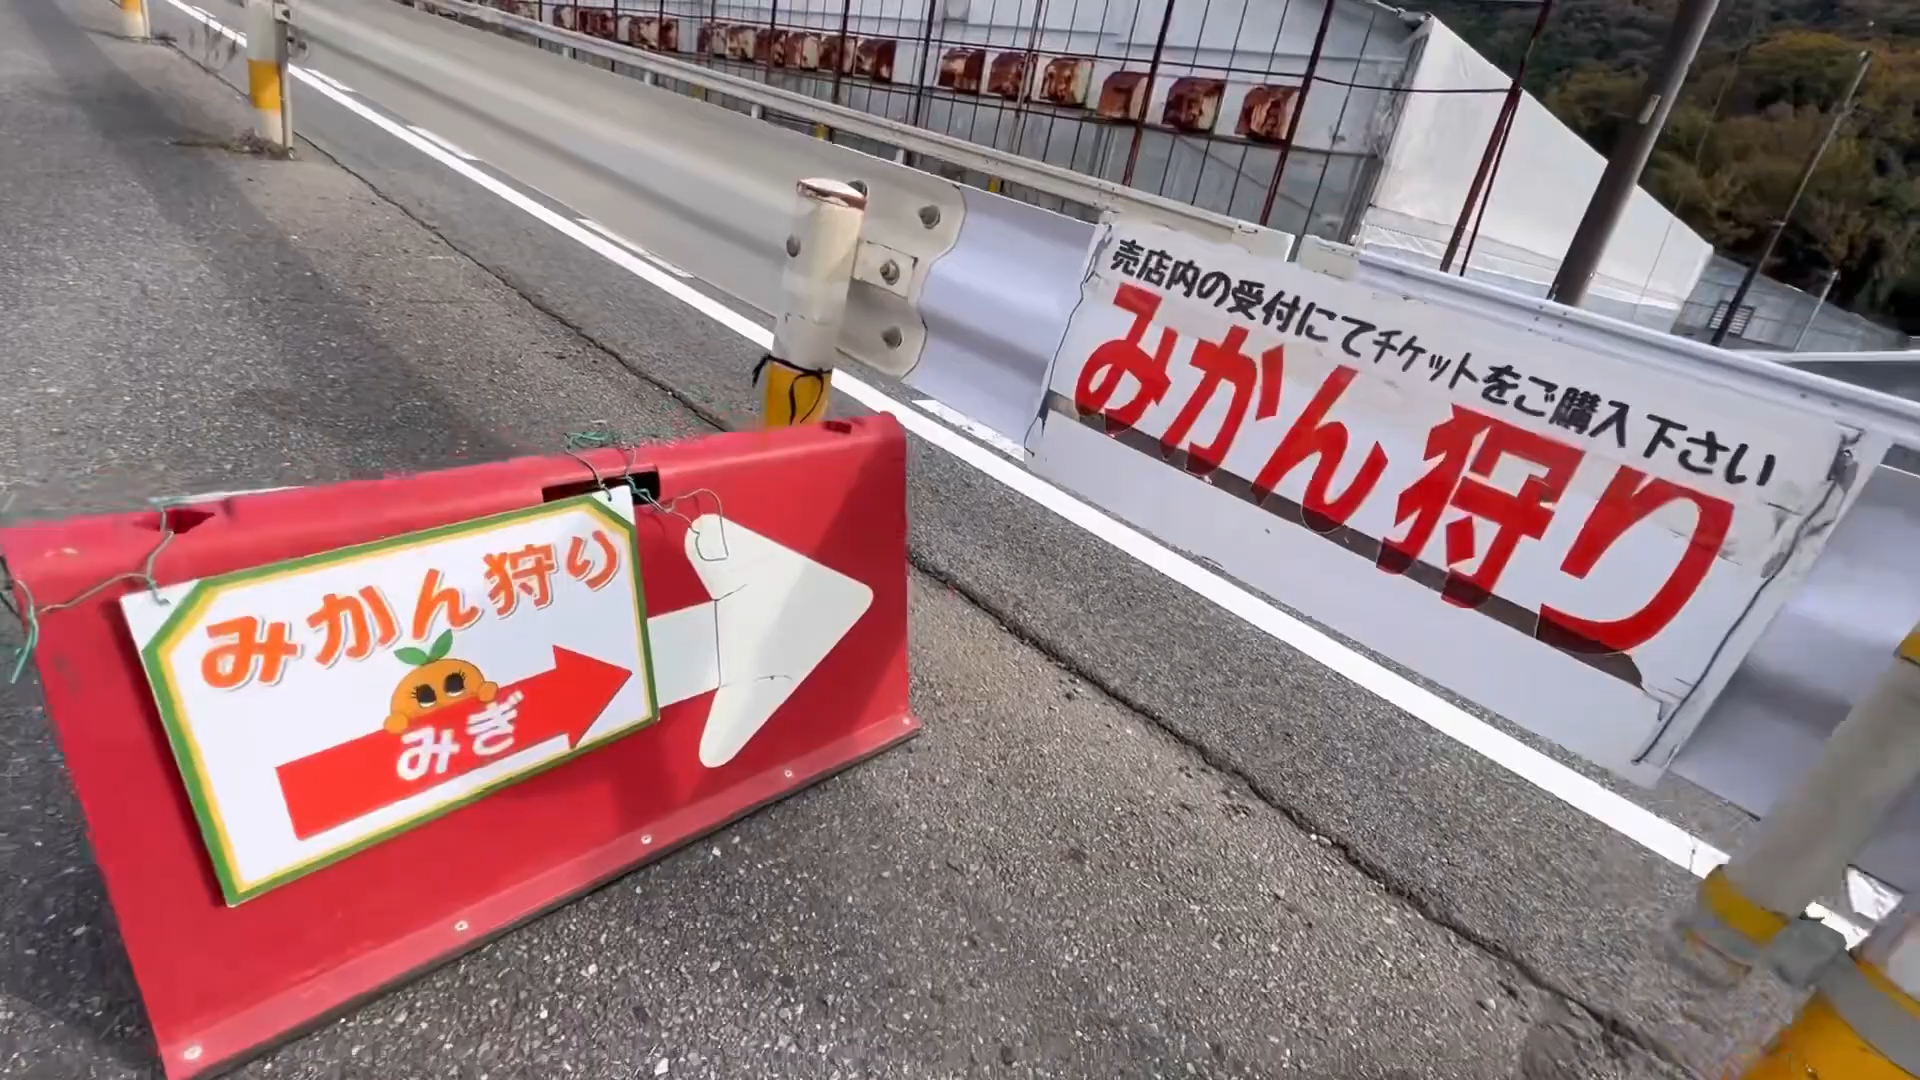 みかん狩り
みぎ
売店内の受付にてチケットをご購入下さい
みかん狩り